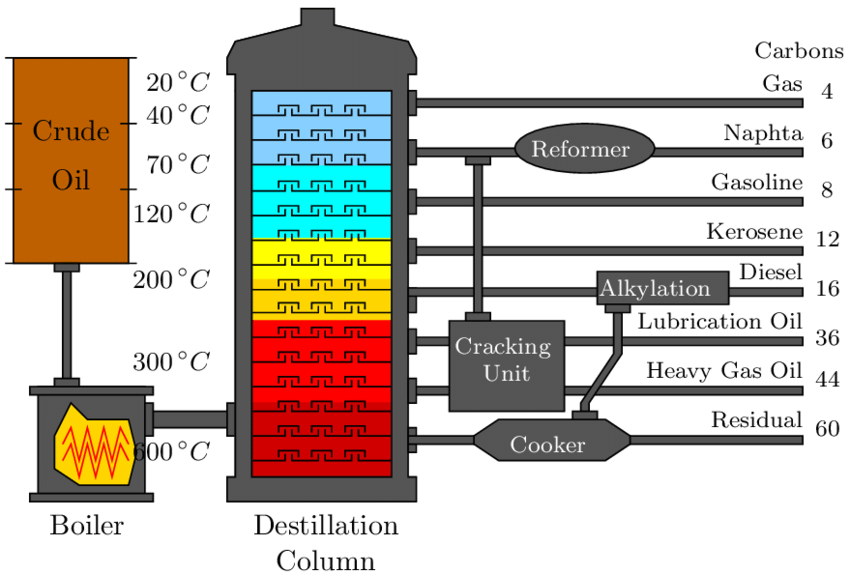 Carbons
20 °C
Gas 4
40 °C
Crude
Oil
Naphta 6
Reformer
70 °C
Gasoline 8
120 °C
Kerosene 12
200 °C
Diesel 16
Alkylation
Lubrication Oil 36
Cracking
Unit
300 °C
Heavy Gas Oil 44
Residual 60
Cooker
600 °C
Boiler
Destillation
Column